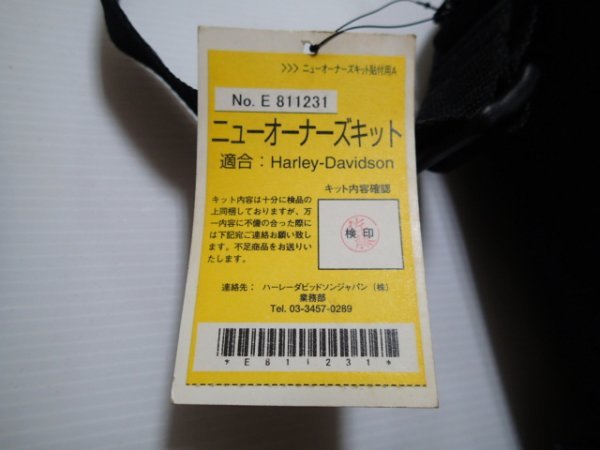 >>> ニューオーナーズキット貼付用A
No. E 811231
ニューオーナーズキット
適合：Harley-Davidson
キット内容確認
キット内容は十分に検品の
上同梱しておりますが、万
一内容に不備の合った際に
は下記宛ご連絡お願い致し
ます。不足商品をお送りい
たします。
検 印
連絡先： ハーレーダビッドソンジャパン（株）
業務部
Tel. 03-3457-0289
*E811231*